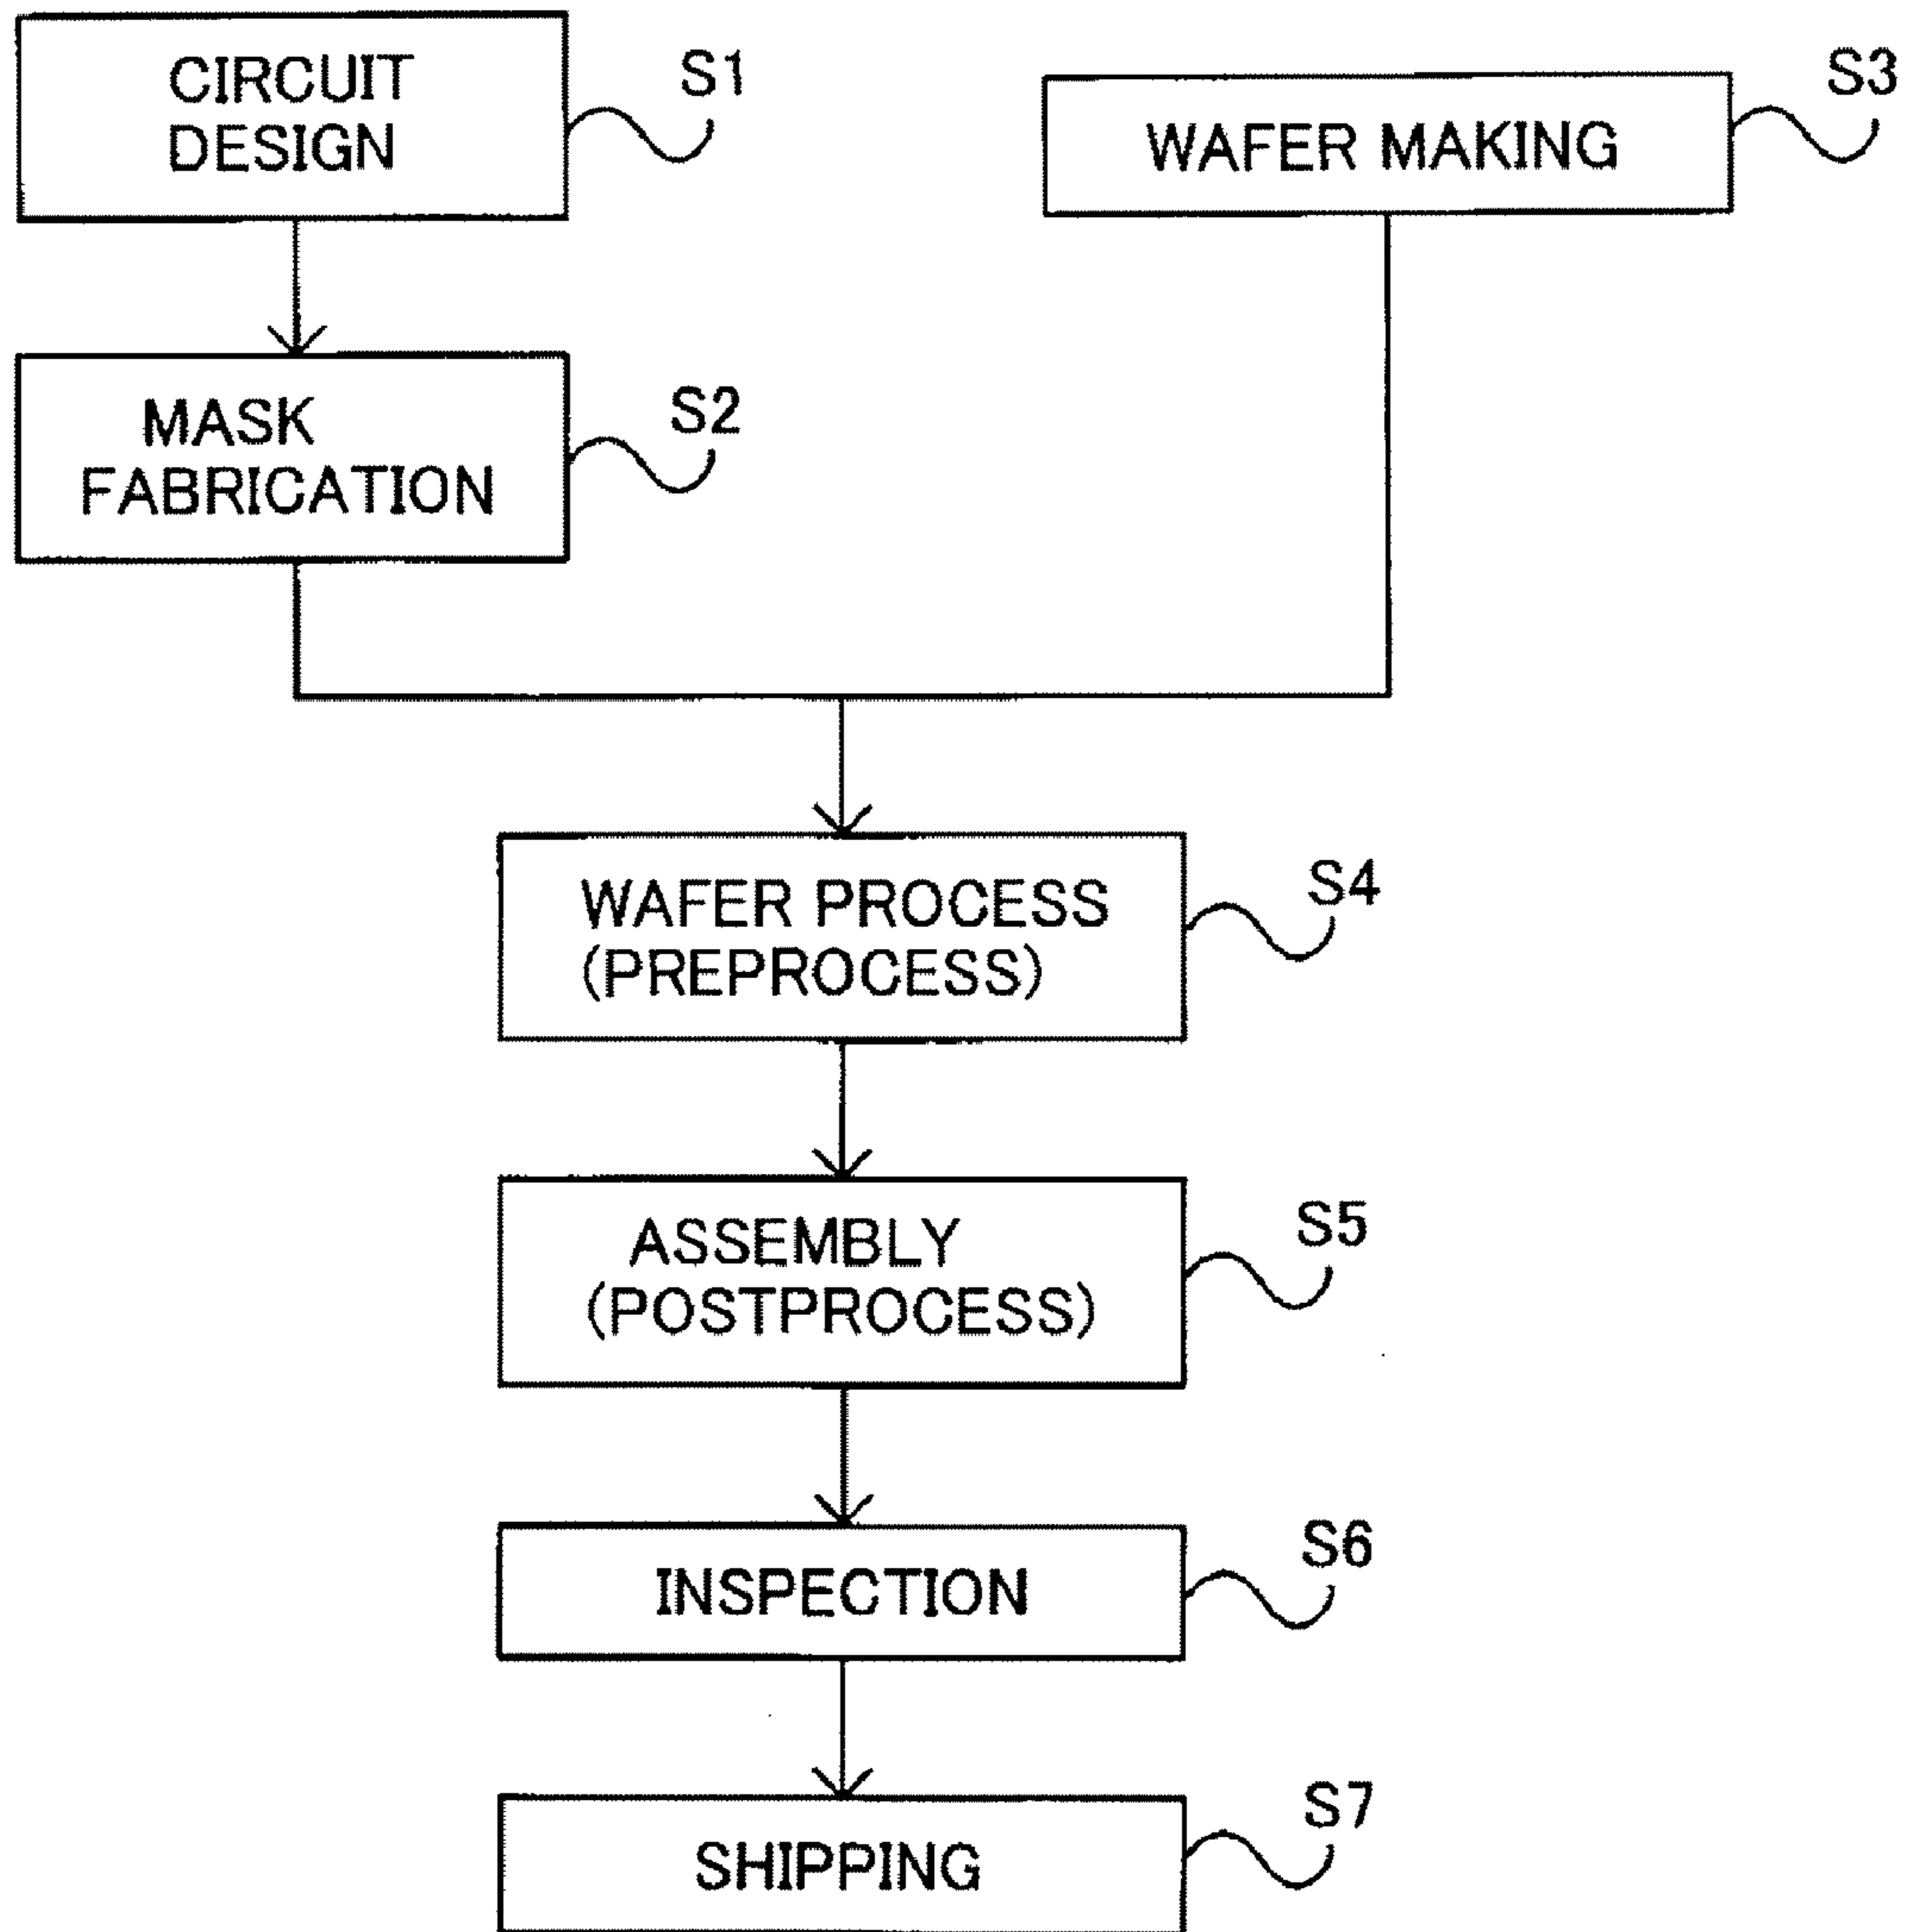 CIRCUIT
DESIGN
S1
WAFER MAKING
S3
MASK
FABRICATION
S2
WAFER PROCESS
(PREPROCESS)
S4
ASSEMBLY
(POSTPROCESS)
S5
INSPECTION
S6
SHIPPING
S7